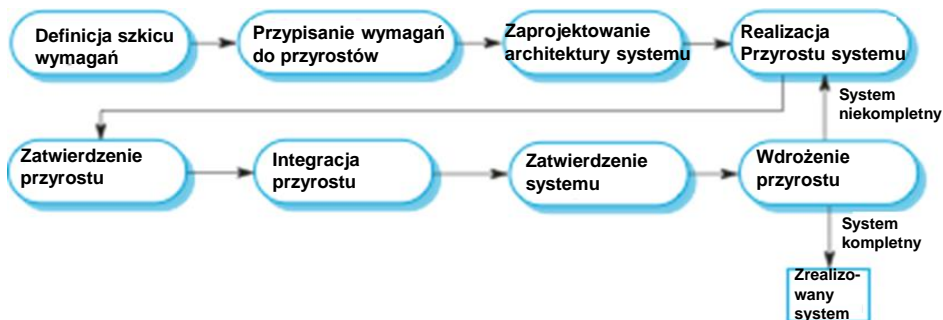 Definicja szkicu
wymagań
Przypisanie wymagań
do przyrostów
Zaprojektowanie
architektury systemu
Realizacja
Przyrostu systemu
System
niekompletny
Zatwierdzenie
przyrostu
Integracja
przyrostu
Zatwierdzenie
systemu
Wdrożenie
przyrostu
System
kompletny
Zrealizo-
wany
system